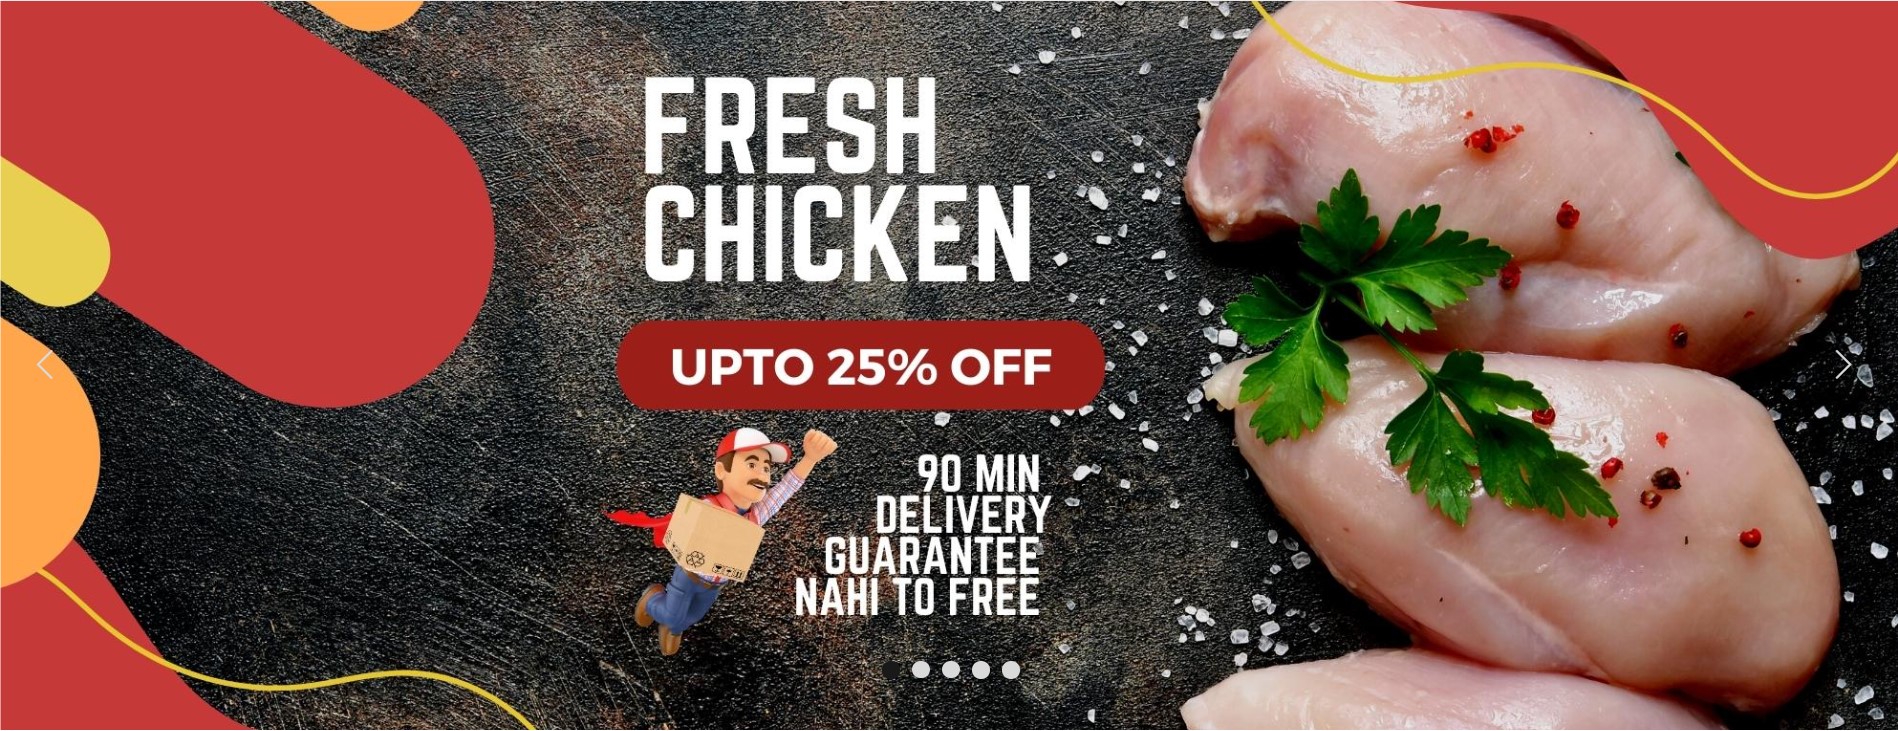 FRESH
CHICKEN
UPTO 25% OFF
90 MIN
DELIVERY
GUARANTEE
NAHI TO FREE